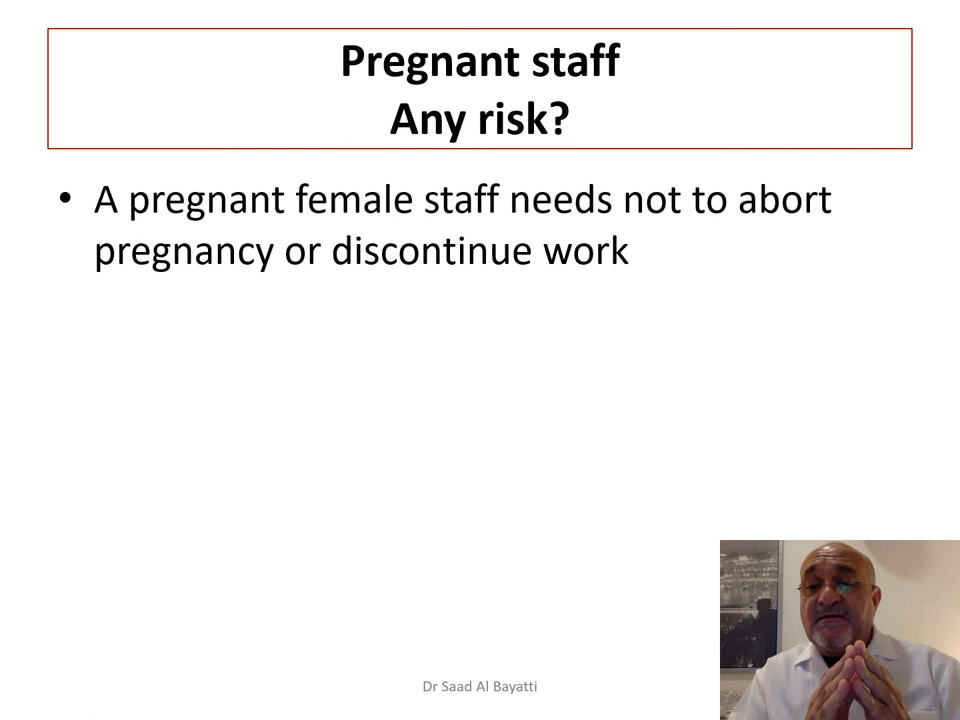 Pregnant staff
Any risk?
• A pregnant female staff needs not to abort
pregnancy or discontinue work
Dr Saad Al Bayatti